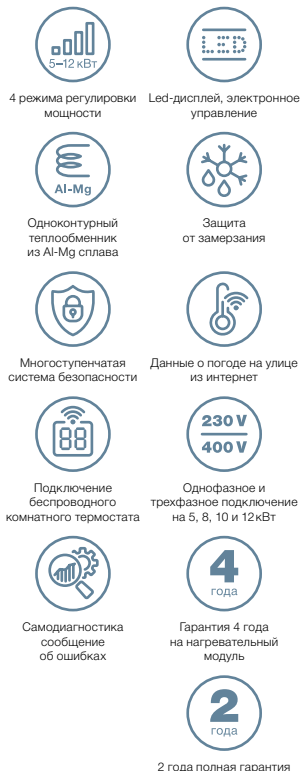 5–12 кВт
4 режима регулировки
мощности
LED
Led-дисплей, электронное
управление
Al-Mg
Одноконтурный
теплообменник
из Al-Mg сплава
Защита
от замерзания
Многоступенчатая
система безопасности
Данные о погоде на улице
из интернет
88
Подключение
беспроводного
комнатного термостата
230 V
400 V
Однофазное и
трехфазное подключение
на 5, 8, 10 и 12кВт
Самодиагностика
сообщение
об ошибках
4
года
Гарантия 4 года
на нагревательный
модуль
2
года
2 года полная гарантия